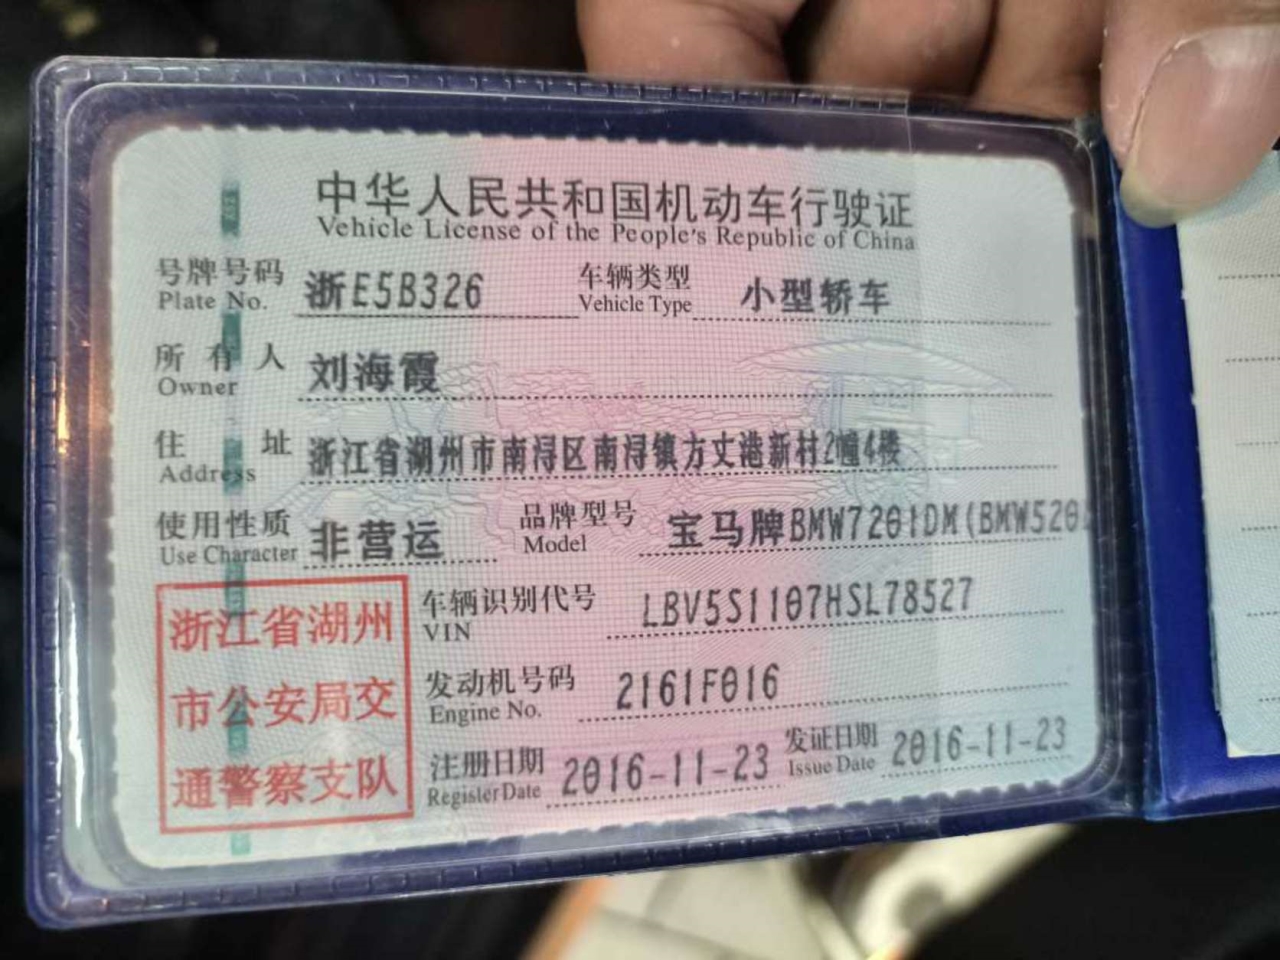 中华人民共和国机动车行驶证
Vehicle License of the People's Republic of China
号牌号码 浙E5B326 车辆类型 小型轿车
Plate No. Vehicle Type
所有人 刘海霞
Owner
住址 浙江省湖州市南浔区南浔镇方丈港新村2幢4楼
Address
使用性质 非营运 品牌型号 宝马牌BMW7201DM(BMW520
Use Character Model
浙江省湖州
市公安局交
通警察支队
车辆识别代号 LBV5S1107HSL78527
VIN
发动机号码 2161F016
Engine No.
注册日期 2016-11-23 发证日期 2016-11-23
Register Date Issue Date